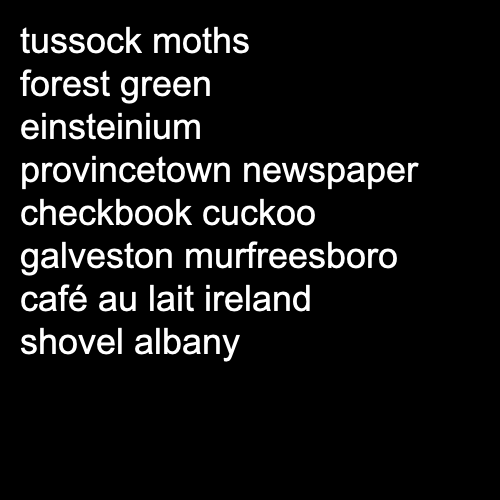 tussock moths
forest green
einsteinium
provincetown newspaper
checkbook cuckoo
galveston murfreesboro
café au lait ireland
shovel albany